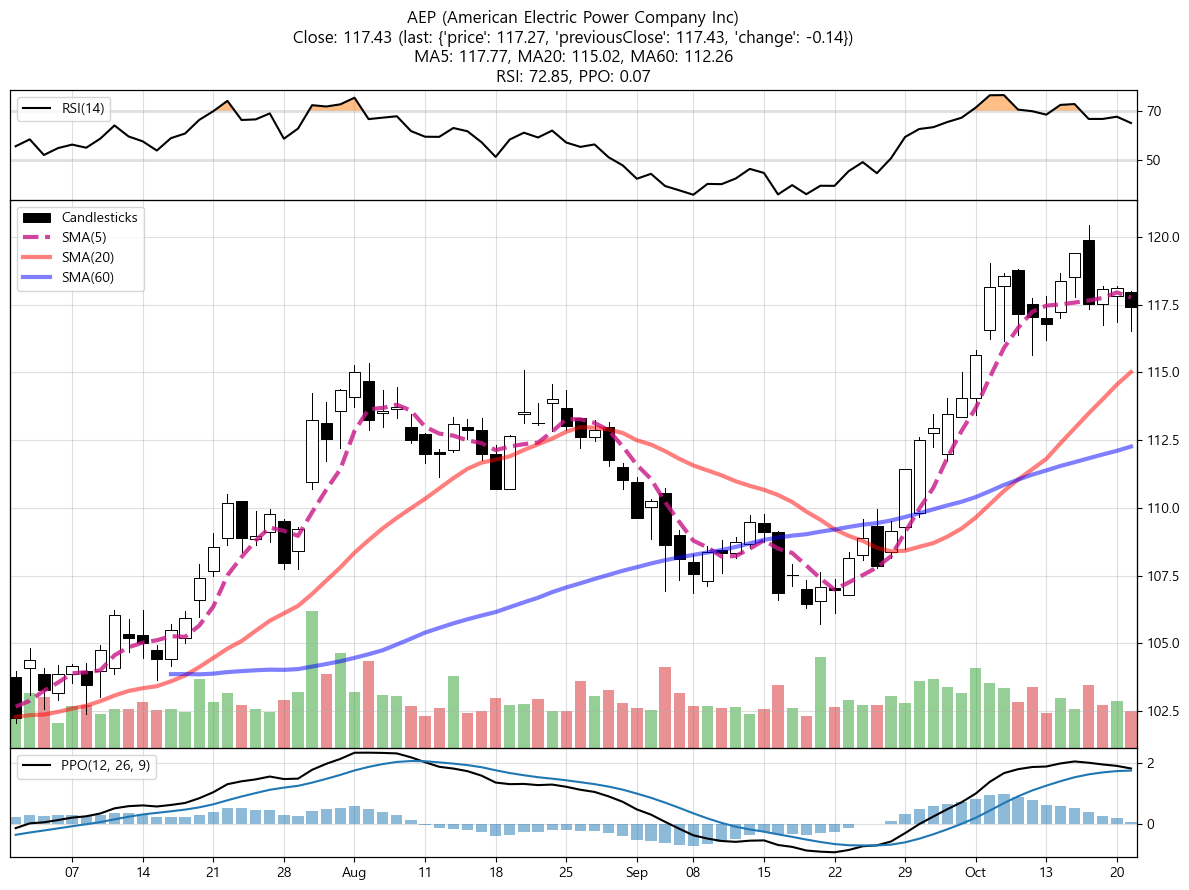 AEP (American Electric Power Company Inc)
Close: 117.43 (last: {'price': 117.27, 'previousClose': 117.43, 'change': -0.14})
MA5: 117.77, MA20: 115.02, MA60: 112.26
RSI: 72.85, PPO: 0.07
RSI(14)
70
50
Candlesticks
SMA(5)
SMA(20)
SMA(60)
120.0
117.5
115.0
112.5
110.0
107.5
105.0
102.5
PPO(12, 26, 9)
2
0
07 14 21 28 Aug 11 18 25 Sep 08 15 22 29 Oct 13 20